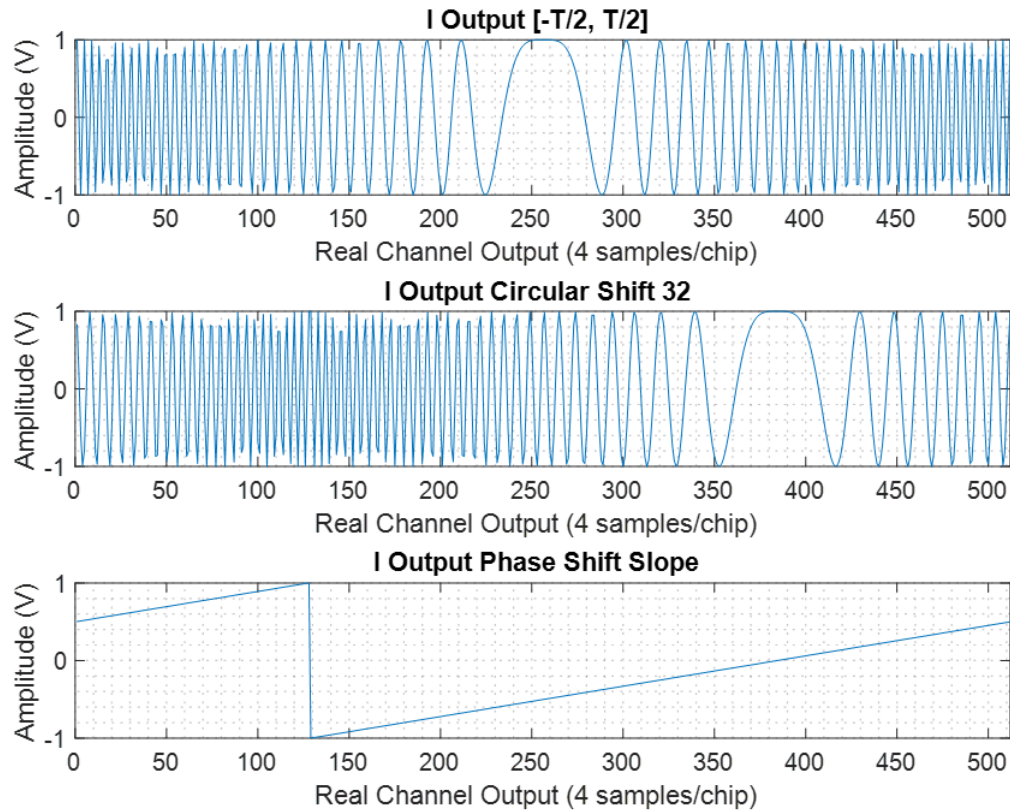 I Output [-T/2, T/2]
1
0
-1
Amplitude (V)
0 50 100 150 200 250 300 350 400 450 500
Real Channel Output (4 samples/chip)
I Output Circular Shift 32
1
0
-1
Amplitude (V)
0 50 100 150 200 250 300 350 400 450 500
Real Channel Output (4 samples/chip)
I Output Phase Shift Slope
1
0
-1
Amplitude (V)
0 50 100 150 200 250 300 350 400 450 500
Real Channel Output (4 samples/chip)